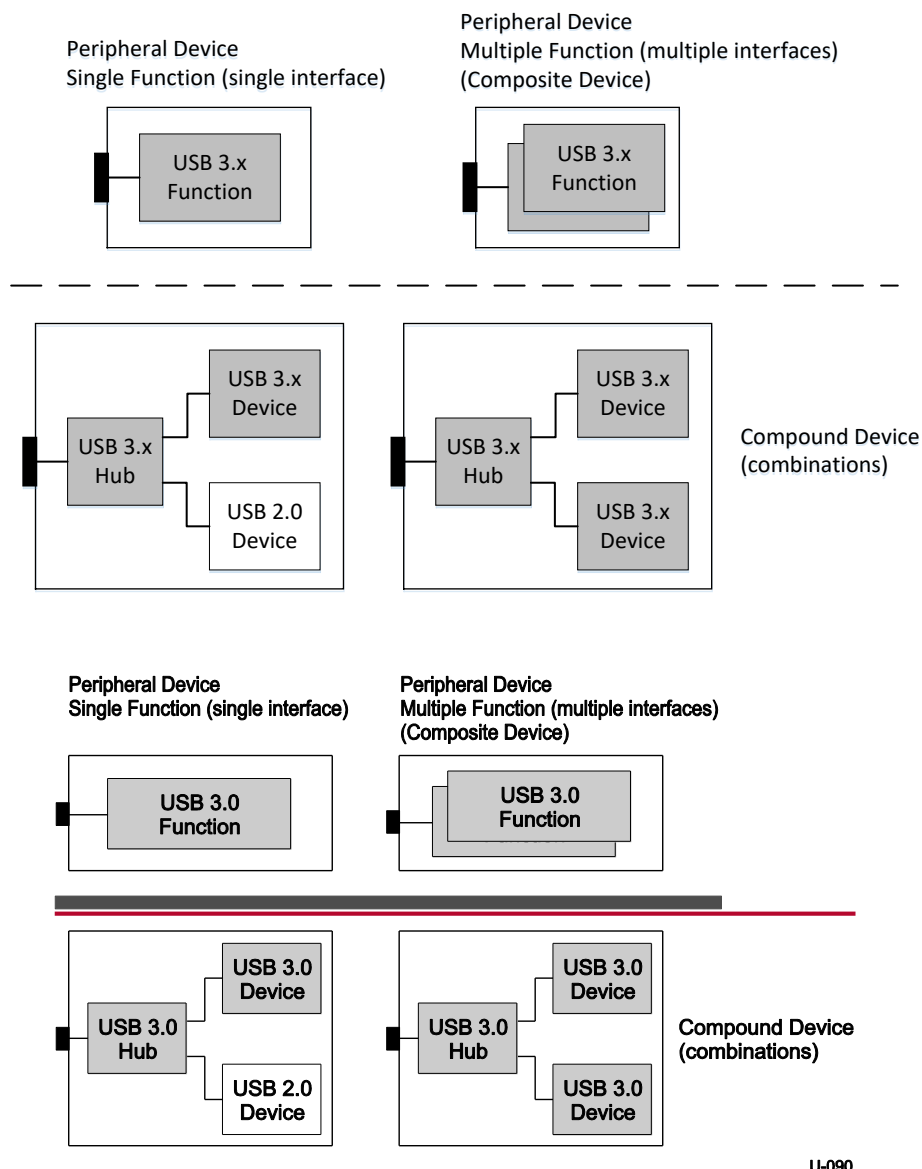 Peripheral Device
Single Function (single interface)
Peripheral Device
Multiple Function (multiple interfaces)
(Composite Device)
USB 3.x
Function
USB 3.x
Function
USB 3.x
Hub
USB 3.x
Device
USB 2.0
Device
USB 3.x
Hub
USB 3.x
Device
USB 3.x
Device
Compound Device
(combinations)
Peripheral Device
Single Function (single interface)
Peripheral Device
Multiple Function (multiple interfaces)
(Composite Device)
USB 3.0
Function
USB 3.0
Function
USB 3.0
Hub
USB 3.0
Device
USB 2.0
Device
USB 3.0
Hub
USB 3.0
Device
USB 3.0
Device
Compound Device
(combinations)
U-090